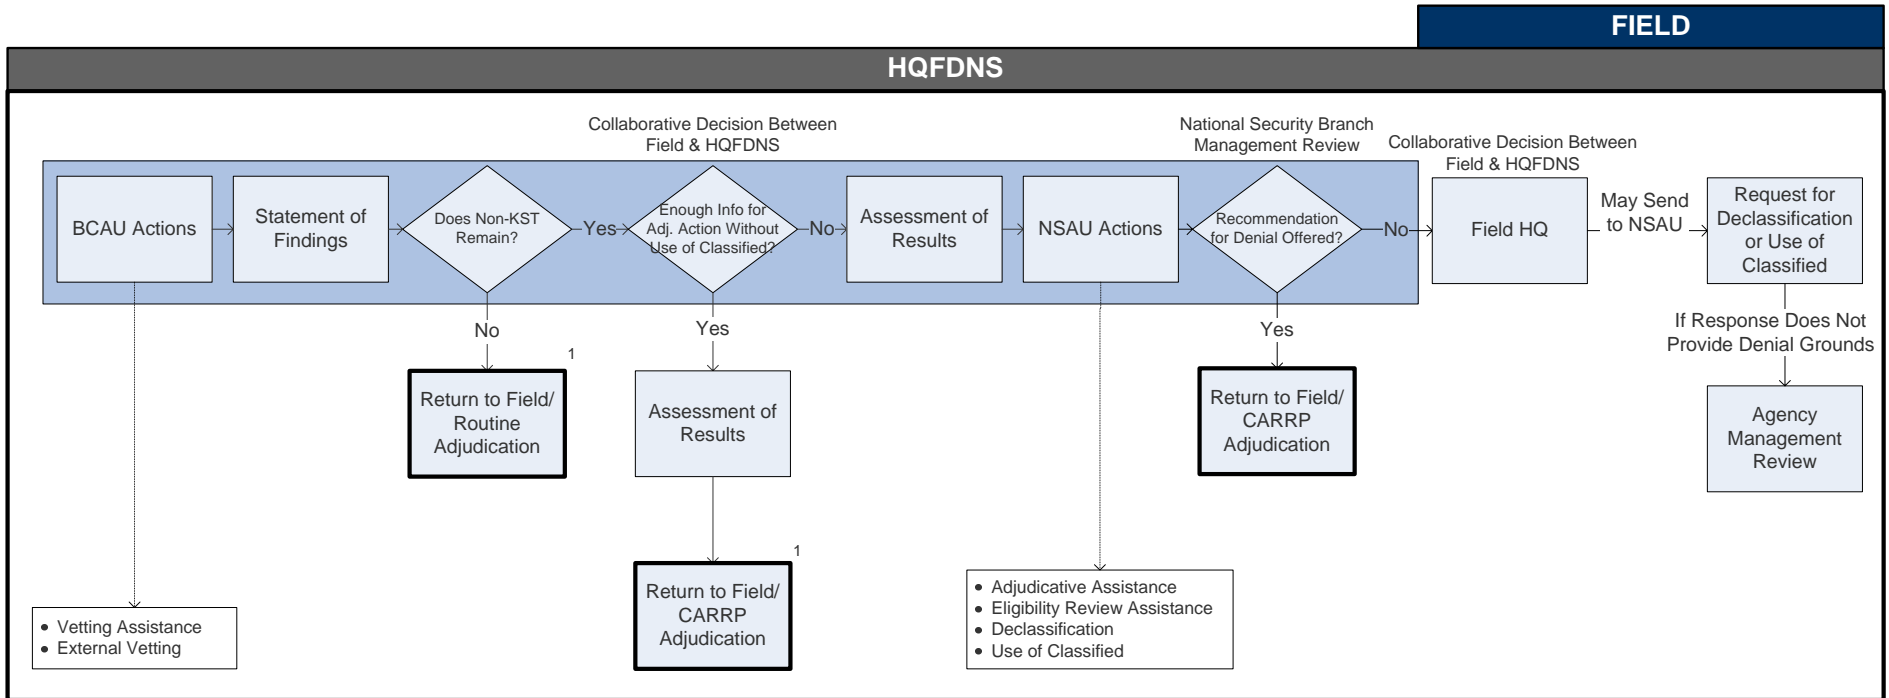 FIELD
HQFDNS
Collaborative Decision Between
Field & HQFDNS
National Security Branch
Management Review
Collaborative Decision Between
Field & HQFDNS
BCAU Actions
Statement of
Findings
Does Non-KST
Remain?
Yes
Enough Info for
Adj. Action Without
Use of Classified?
No
Assessment of
Results
NSAU Actions
Recommendation
for Denial Offered?
No
Field HQ
May Send
to NSAU
Request for
Declassification
or Use of
Classified
No
Yes
Yes
If Response Does Not
Provide Denial Grounds
1
Return to Field/
Routine
Adjudication
Assessment of
Results
Return to Field/
CARRP
Adjudication
Agency
Management
Review
1
Return to Field/
CARRP
Adjudication
• Vetting Assistance
• External Vetting
• Adjudicative Assistance
• Eligibility Review Assistance
• Declassification
• Use of Classified